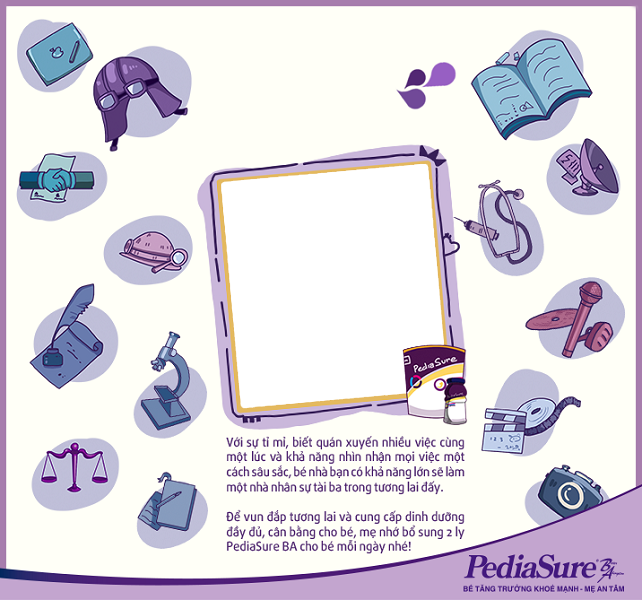 PediaSure
Với sự tỉ mỉ, biết quán xuyến nhiều việc cùng
một lúc và khả năng nhìn nhận mọi việc một
cách sâu sắc, bé nhà bạn có khả năng lớn sẽ làm
một nhà nhân sự tài ba trong tương lai đấy.
Để vun đắp tương lai và cung cấp dinh dưỡng
đầy đủ, cân bằng cho bé, mẹ nhớ bổ sung 2 ly
PediaSure BA cho bé mỗi ngày nhé!
PediaSure BA
BÉ TĂNG TRƯỞNG KHOẺ MẠNH - MẸ AN TÂM